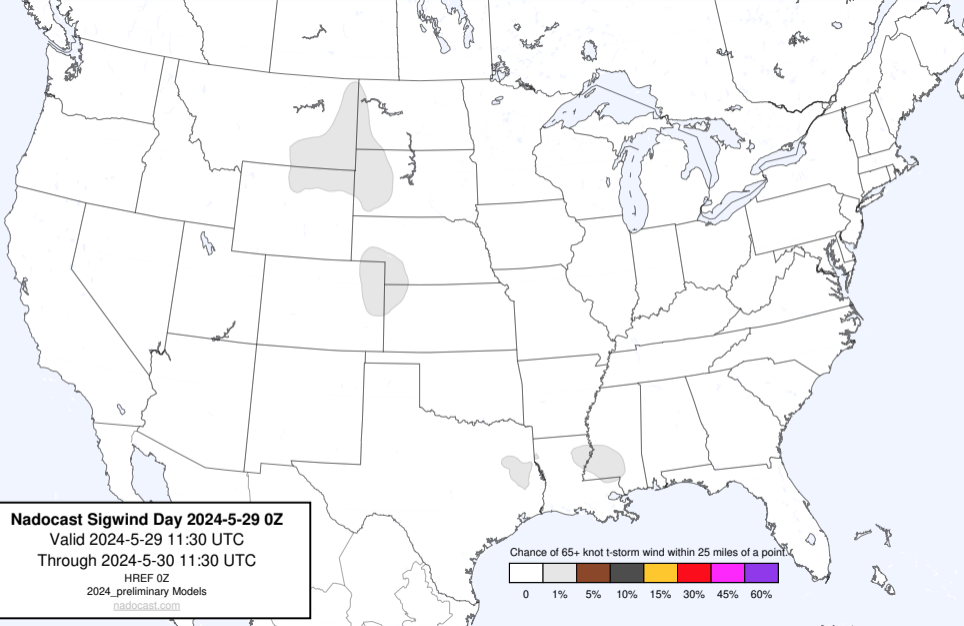 Nadocast Sigwind Day 2024-5-29 0Z
Valid 2024-5-29 11:30 UTC
Through 2024-5-30 11:30 UTC
HREF 0Z
2024_preliminary Models
nadocast.com
Chance of 65+ knot t-storm wind within 25 miles of a point.
0 1% 5% 10% 15% 30% 45% 60%